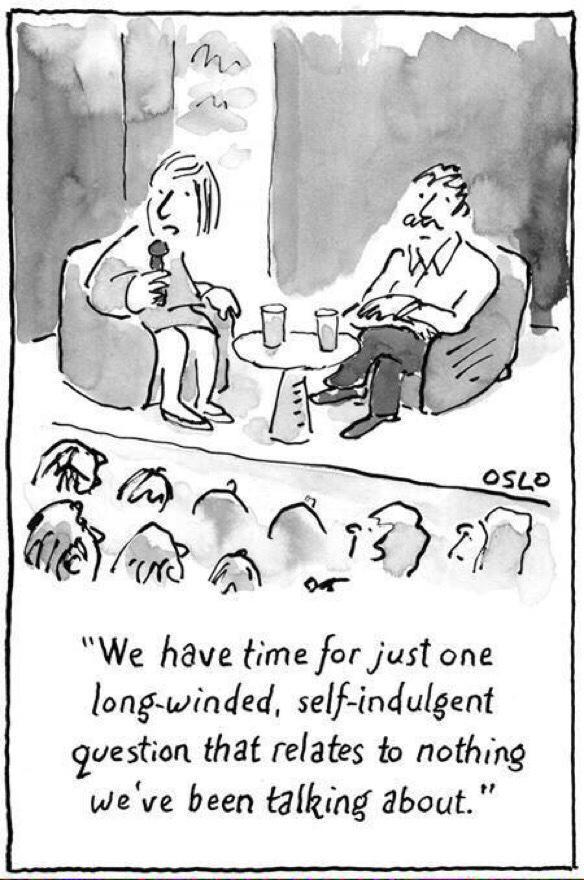 OSLO
"We have time for just one
long-winded, self-indulgent
question that relates to nothing
we've been talking about."